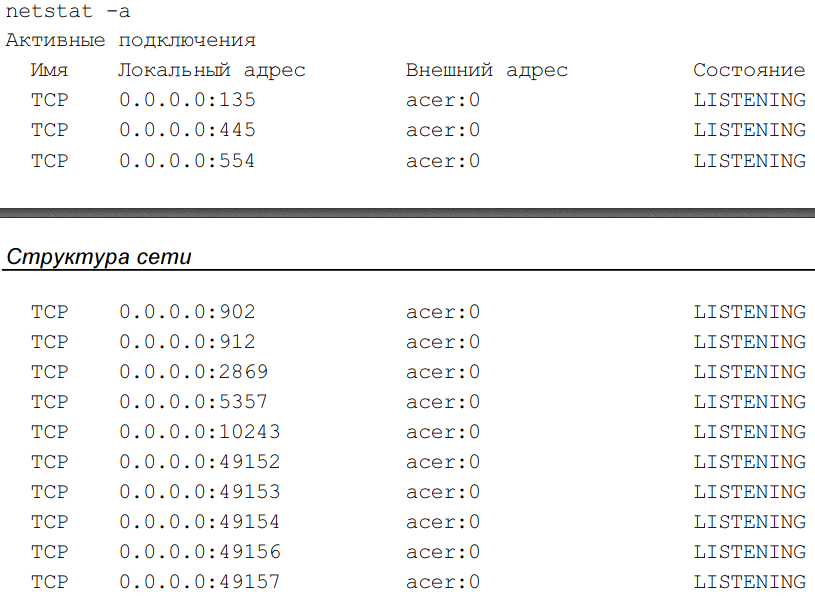 netstat -a
Активные подключения
Имя Локальный адрес Внешний адрес Состояние
TCP 0.0.0.0:135 acer:0 LISTENING
TCP 0.0.0.0:445 acer:0 LISTENING
TCP 0.0.0.0:554 acer:0 LISTENING
Структура сети
TCP 0.0.0.0:902 acer:0 LISTENING
TCP 0.0.0.0:912 acer:0 LISTENING
TCP 0.0.0.0:2869 acer:0 LISTENING
TCP 0.0.0.0:5357 acer:0 LISTENING
TCP 0.0.0.0:10243 acer:0 LISTENING
TCP 0.0.0.0:49152 acer:0 LISTENING
TCP 0.0.0.0:49153 acer:0 LISTENING
TCP 0.0.0.0:49154 acer:0 LISTENING
TCP 0.0.0.0:49156 acer:0 LISTENING
TCP 0.0.0.0:49157 acer:0 LISTENING